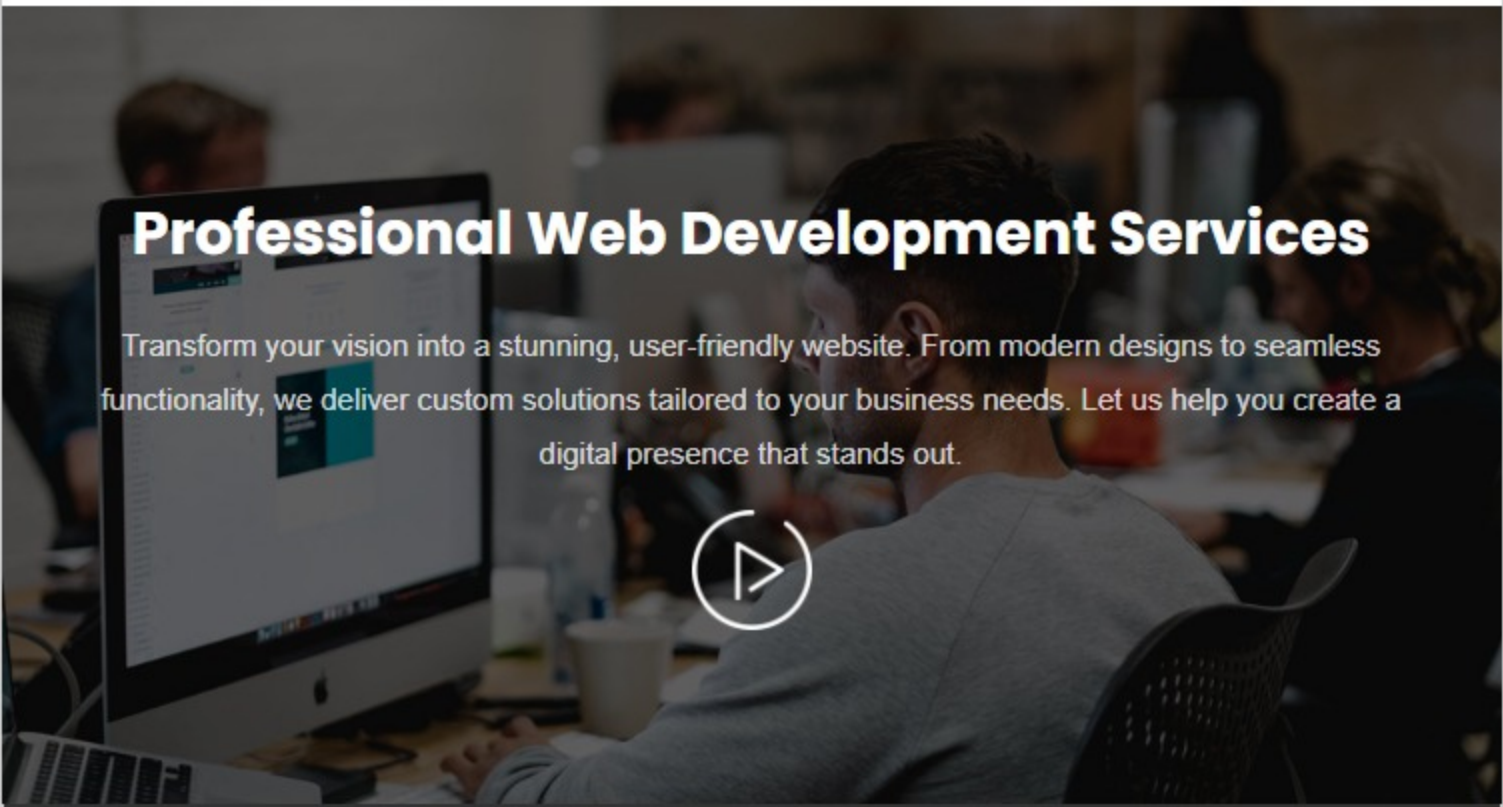 Professional Web Development Services
Transform your vision into a stunning, user-friendly website. From modern designs to seamless
functionality, we deliver custom solutions tailored to your business needs. Let us help you create a
digital presence that stands out.